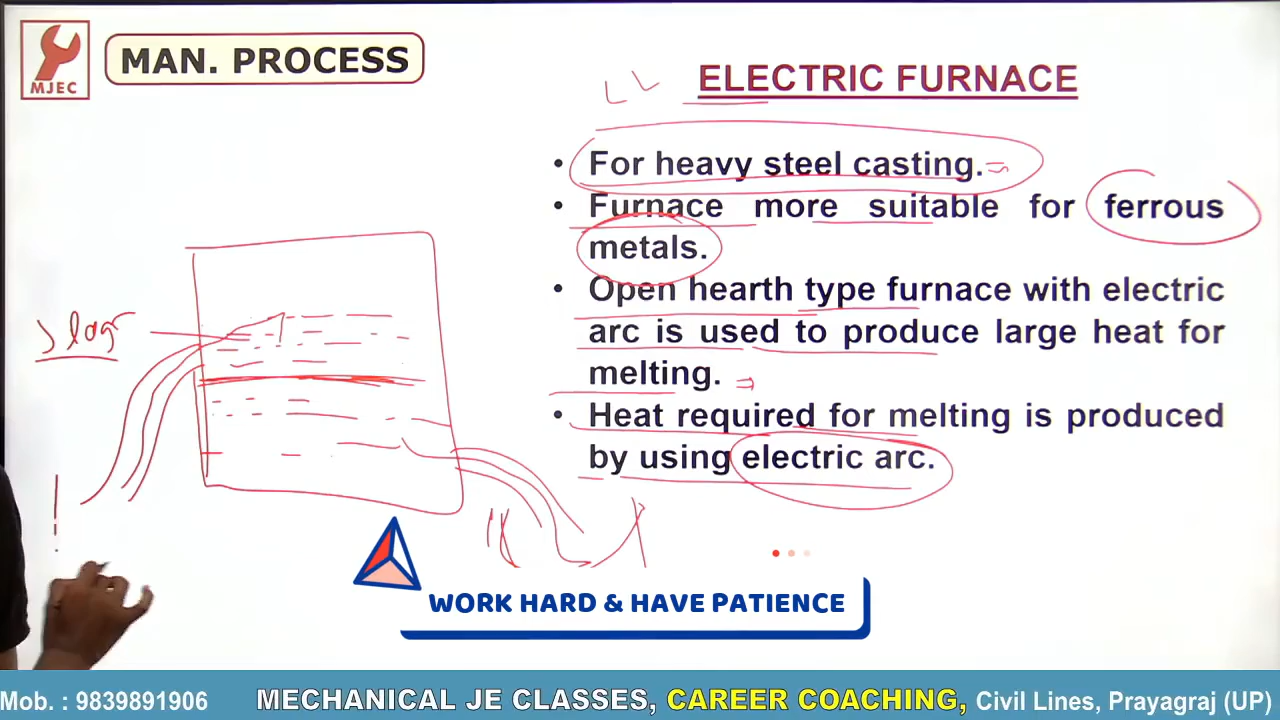 MJEC
MAN. PROCESS
ELECTRIC FURNACE
• For heavy steel casting.
• Furnace more suitable for ferrous
metals.
• Open hearth type furnace with electric
arc is used to produce large heat for
melting.
• Heat required for melting is produced
by using electric arc.
Slag
WORK HARD & HAVE PATIENCE
Mob. : 9839891906 MECHANICAL JE CLASSES, CAREER COACHING, Civil Lines, Prayagraj (UP)